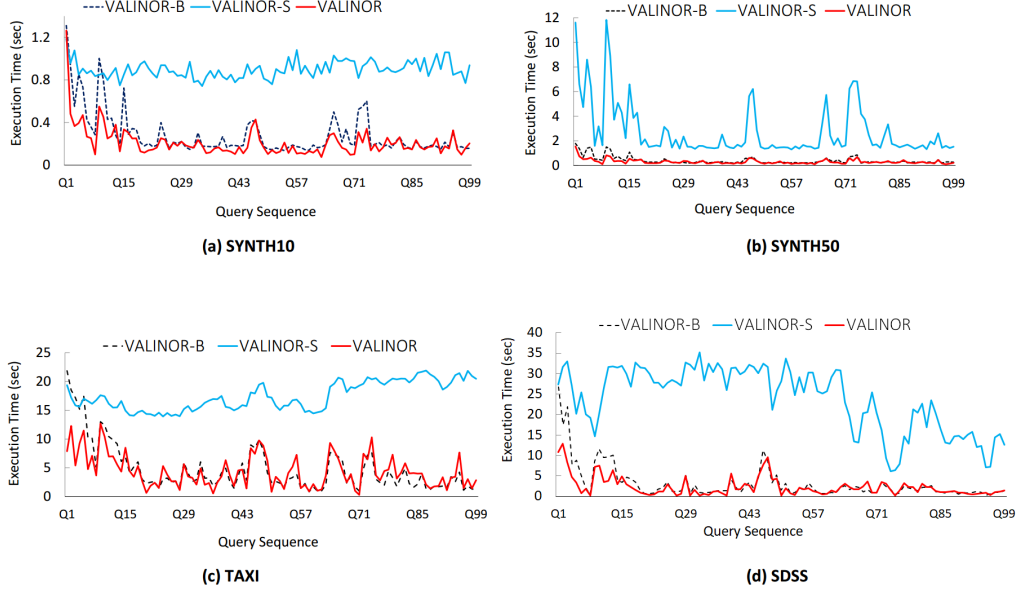 VALINOR-B VALINOR-S VALINOR
Execution Time (sec)
1.2
0.8
0.4
0
Q1 Q15 Q29 Q43 Q57 Q71 Q85 Q99
Query Sequence
(a) SYNTH10
VALINOR-B VALINOR-S VALINOR
Execution Time (sec)
12
10
8
6
4
2
0
Q1 Q15 Q29 Q43 Q57 Q71 Q85 Q99
Query Sequence
(b) SYNTH50
VALINOR-B VALINOR-S VALINOR
Execution Time (sec)
25
20
15
10
5
0
Q1 Q15 Q29 Q43 Q57 Q71 Q85 Q99
Query Sequence
(c) TAXI
VALINOR-B VALINOR-S VALINOR
Execution Time (sec)
40
35
30
25
20
15
10
5
0
Q1 Q15 Q29 Q43 Q57 Q71 Q85 Q99
Query Sequence
(d) SDSS